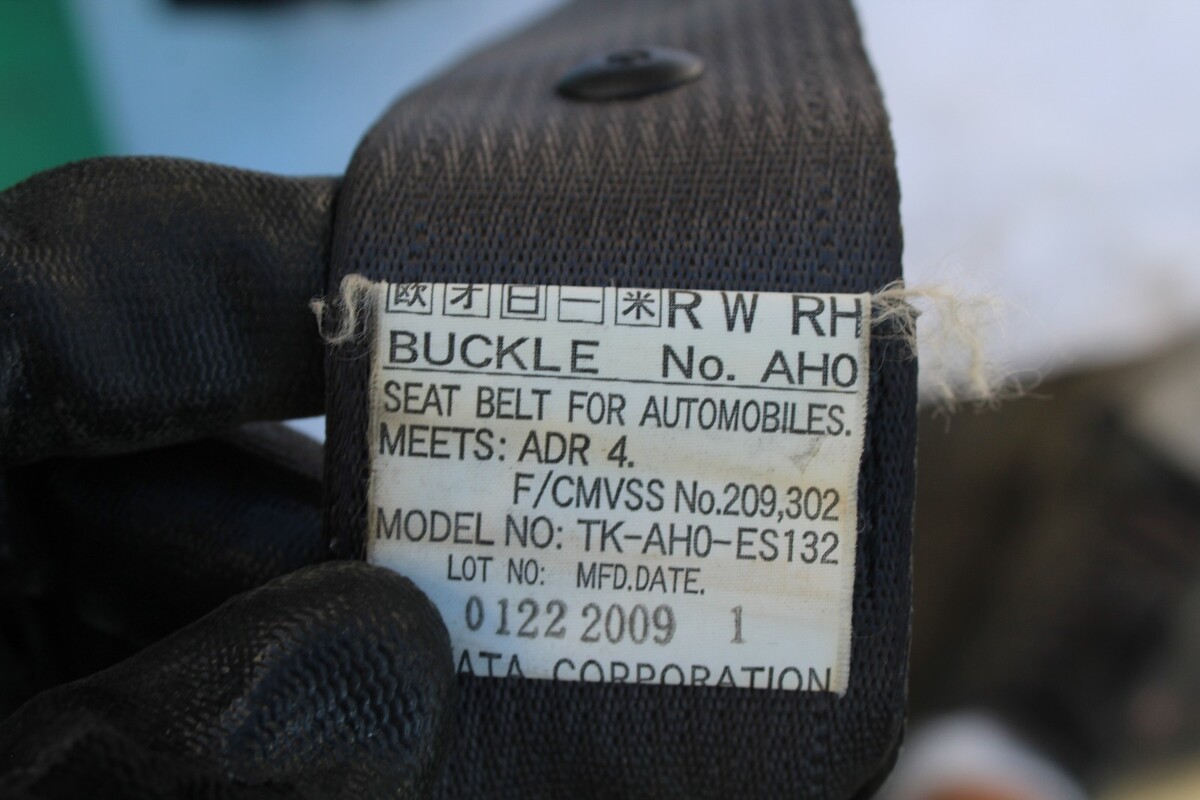 欧 才 日 一 米 R W RH
BUCKLE No. AH0
SEAT BELT FOR AUTOMOBILES.
MEETS: ADR 4.
F/CMVSS No.209,302
MODEL NO: TK-AH0-ES132
LOT NO: MFD.DATE.
0122 2009 1
CORPORATION